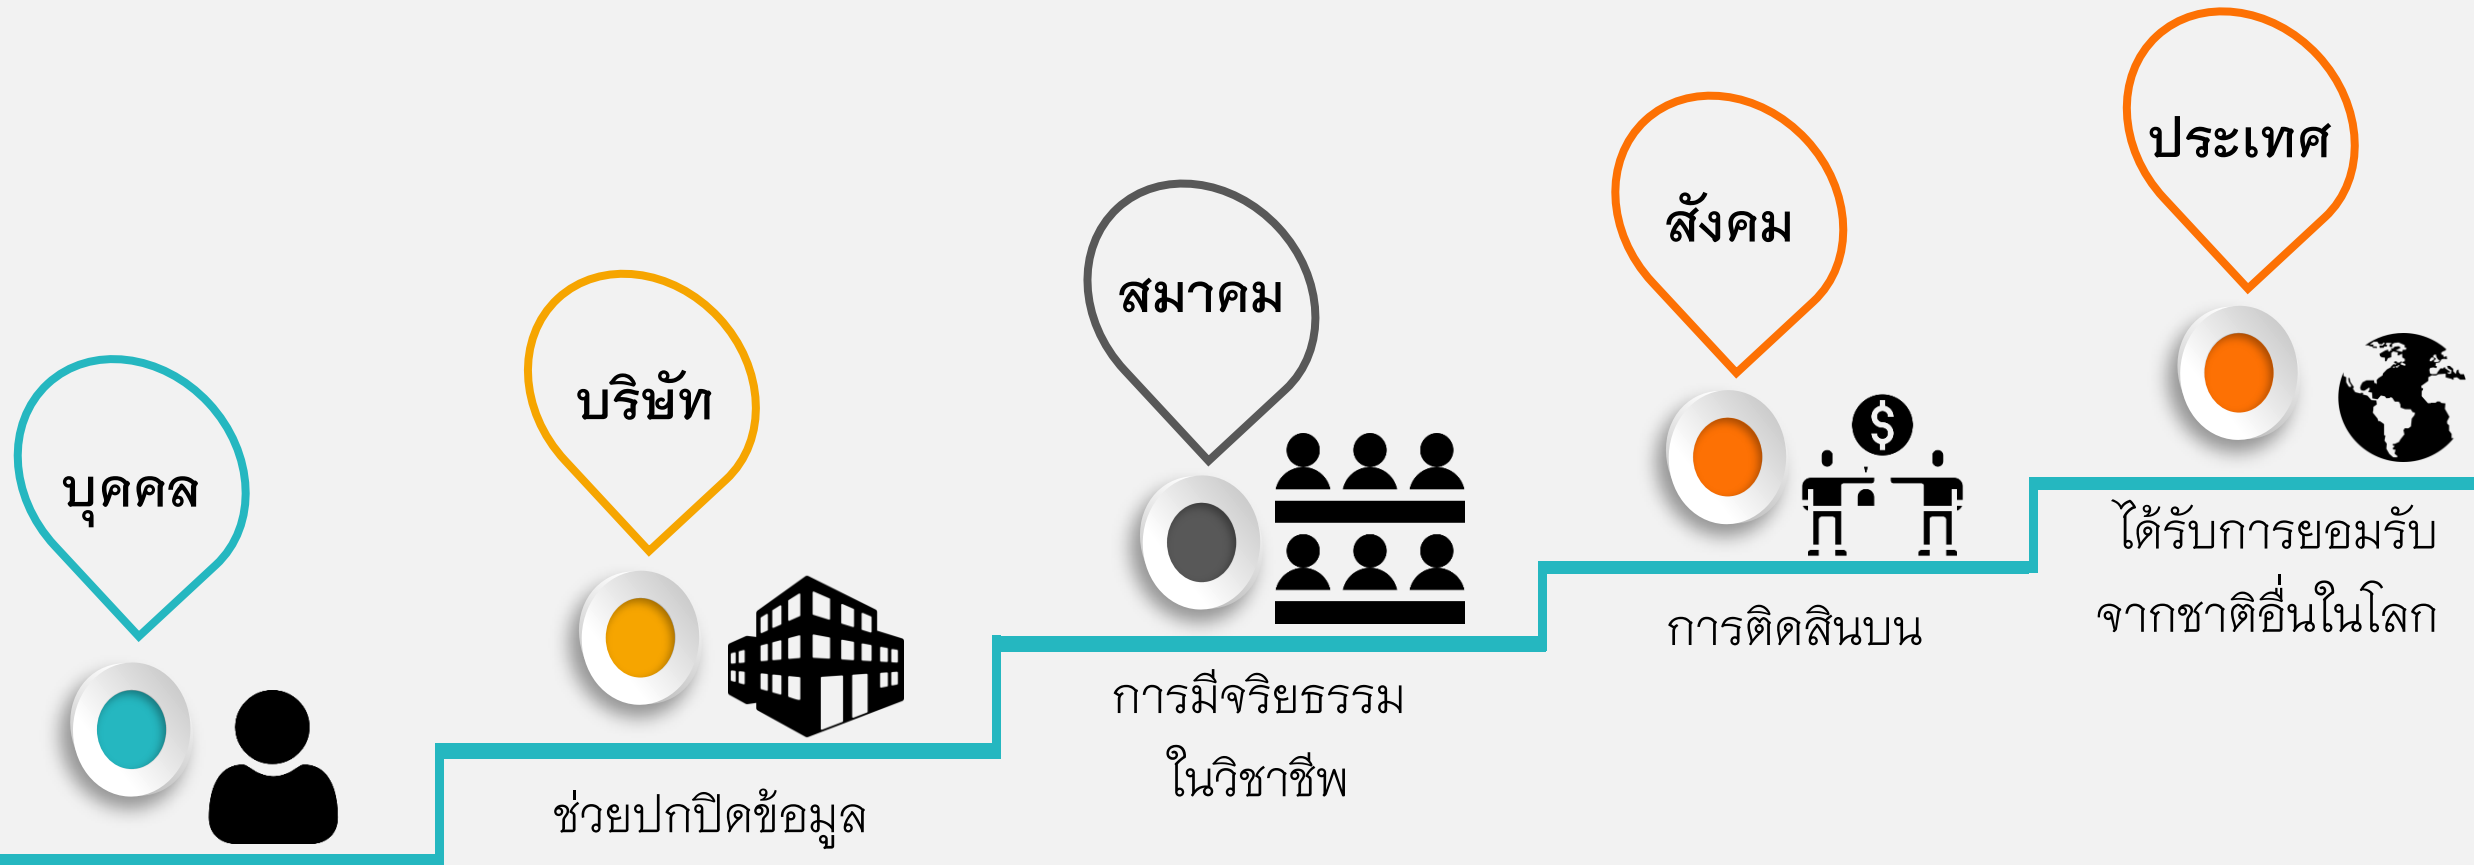 บุคคล
บริษัท
ช่วยปกปิดข้อมูล
สมาคม
การมีจริยธรรม
ในวิชาชีพ
สังคม
$
การติดสินบน
ประเทศ
ได้รับการยอมรับ
จากชาติอื่นในโลก